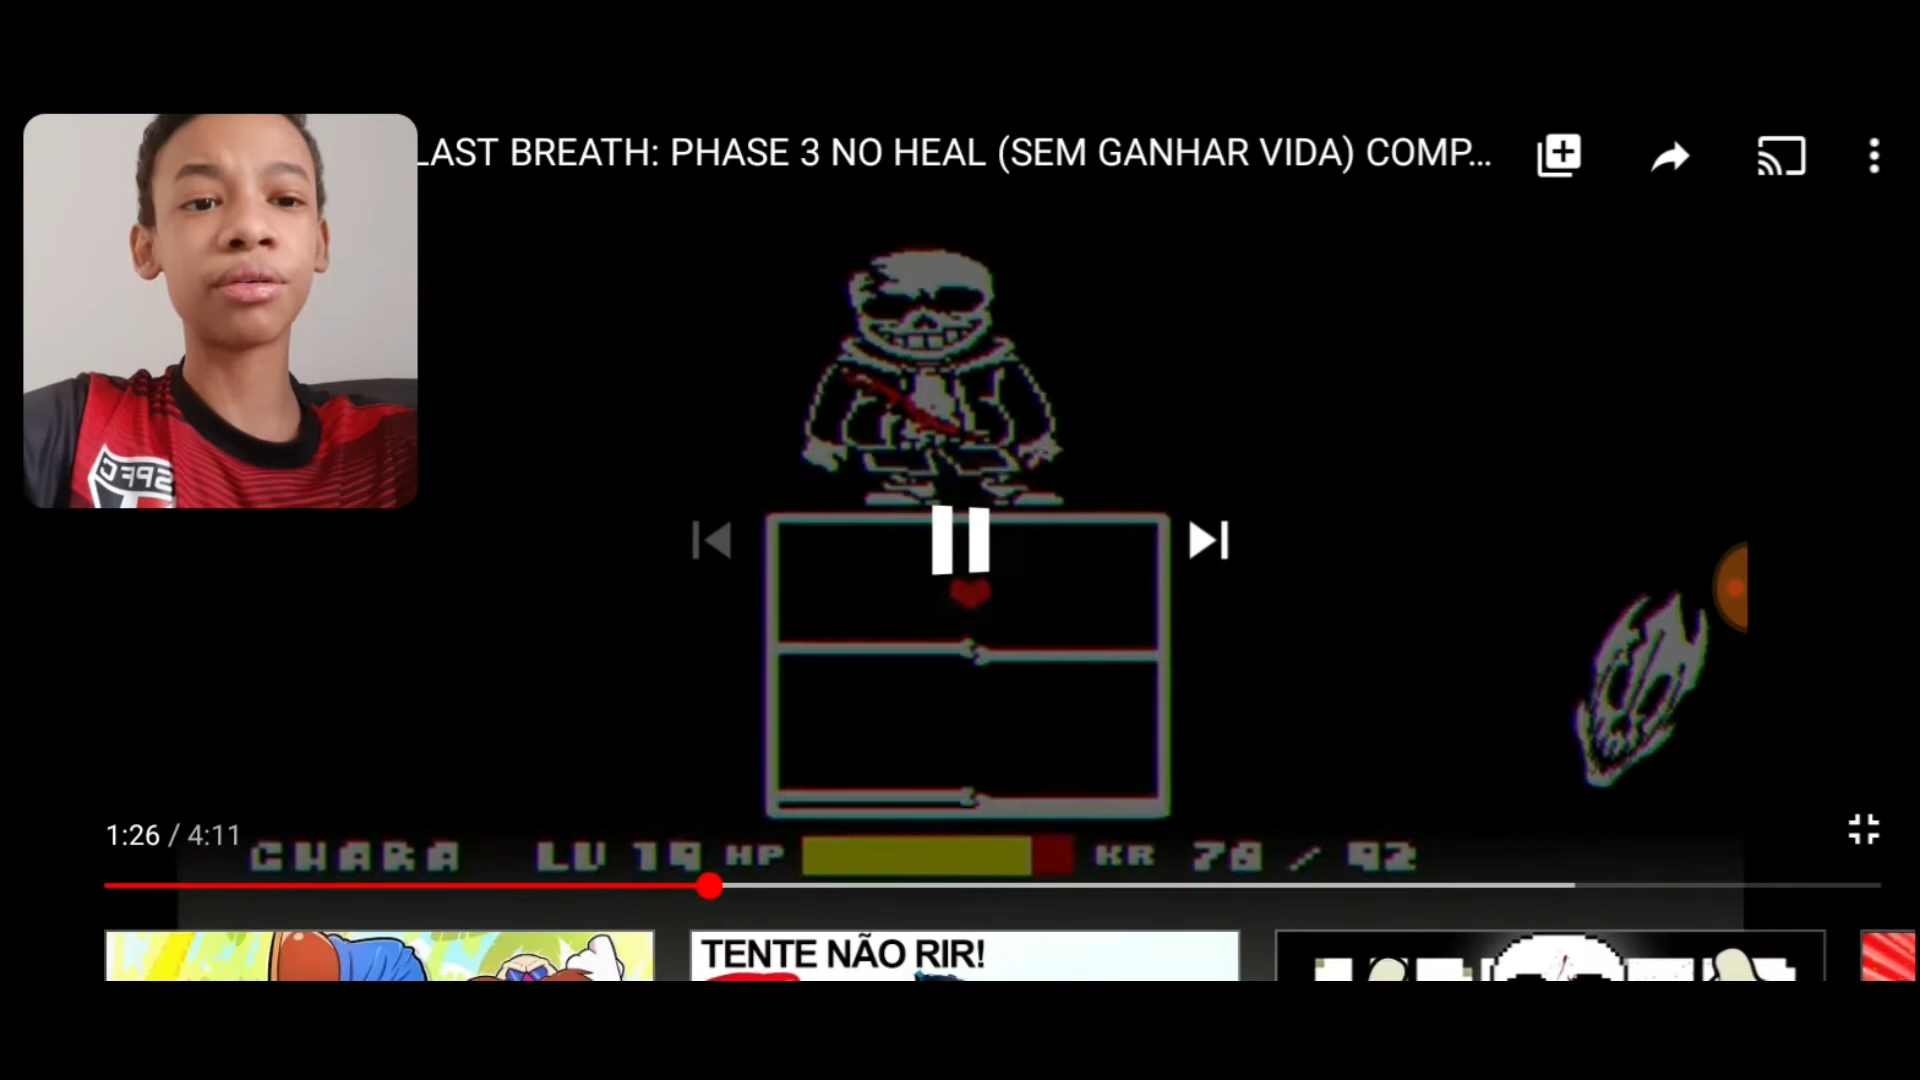 LAST BREATH: PHASE 3 NO HEAL (SEM GANHAR VIDA) COMP...
SPFC
1:26 / 4:11
CHARA LV 19 HP KR 78 / 92
TENTE NÃO RIR!